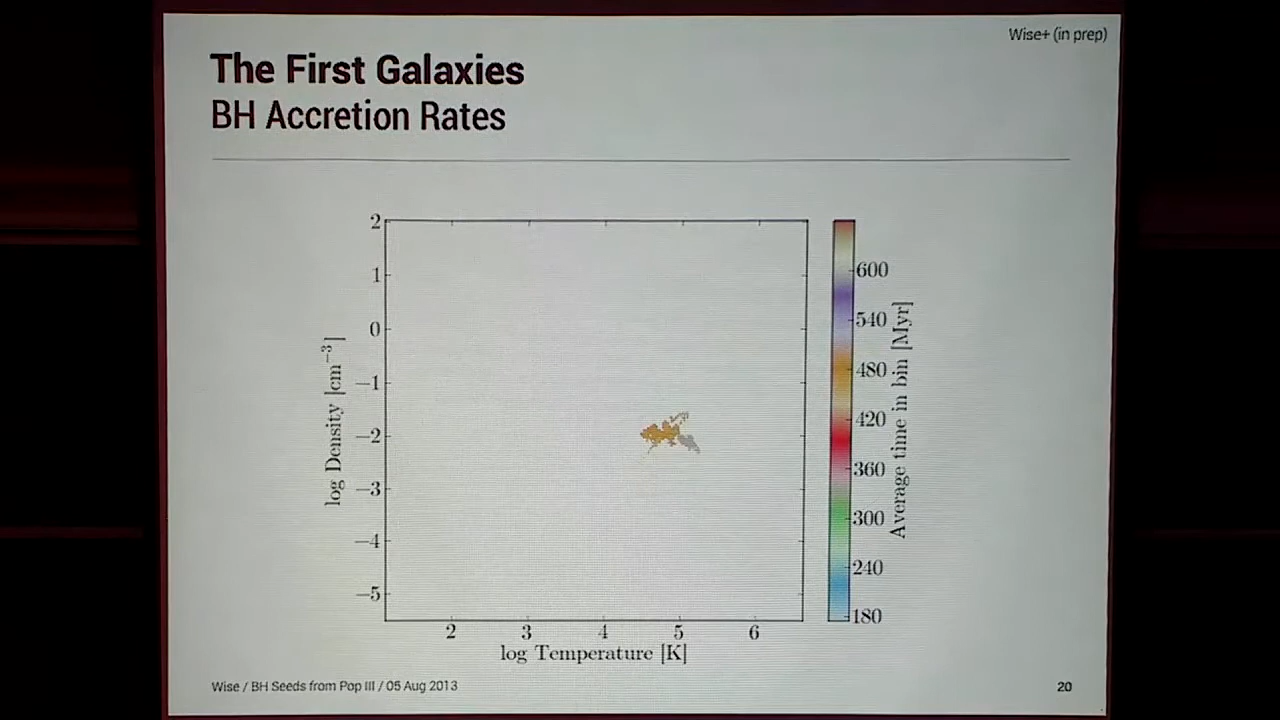 Wise+ (in prep)
The First Galaxies
BH Accretion Rates
2
1
0
−1
−2
−3
−4
−5
log Density [cm⁻³]
2 3 4 5 6
log Temperature [K]
600
540
480
420
360
300
240
180
Average time in bin [Myr]
Wise / BH Seeds from Pop III / 05 Aug 2013
20